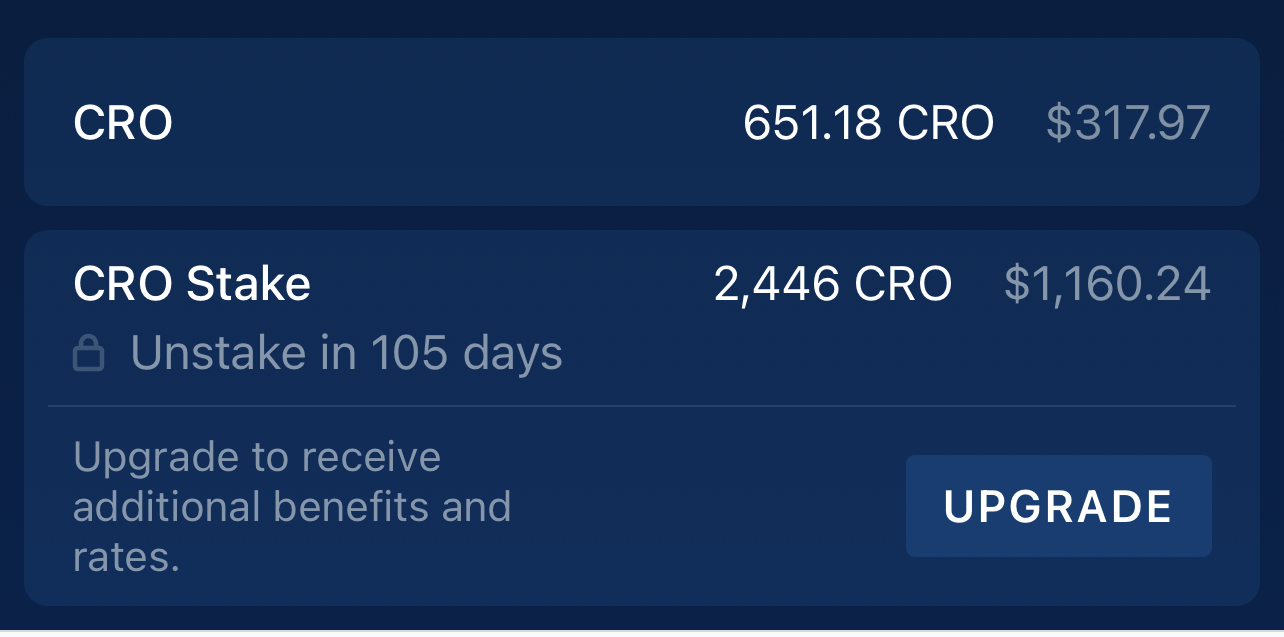 CRO 651.18 CRO $317.97
CRO Stake 2,446 CRO $1,160.24
Unstake in 105 days
Upgrade to receive
additional benefits and
rates.
UPGRADE